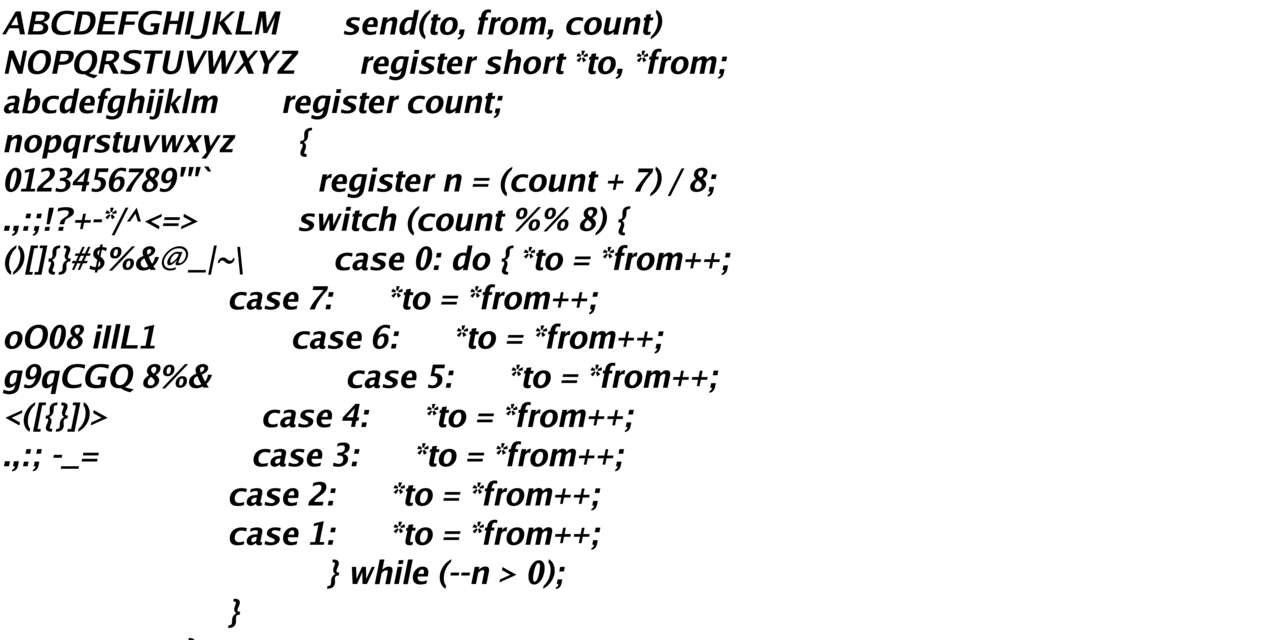 ABCDEFGHIJKLM send(to, from, count)
NOPQRSTUVWXYZ register short *to, *from;
abcdefghijklm register count;
nopqrstuvwxyz {
0123456789'"` register n = (count + 7) / 8;
.,:;!?+-*/^<=> switch (count %% 8) {
()[]{}#$%&@_|~\ case 0: do { *to = *from++;
case 7: *to = *from++;
oO08 iIlL1 case 6: *to = *from++;
g9qCGQ 8%& case 5: *to = *from++;
<([{}])> case 4: *to = *from++;
.,:; -_= case 3: *to = *from++;
case 2: *to = *from++;
case 1: *to = *from++;
} while (--n > 0);
}